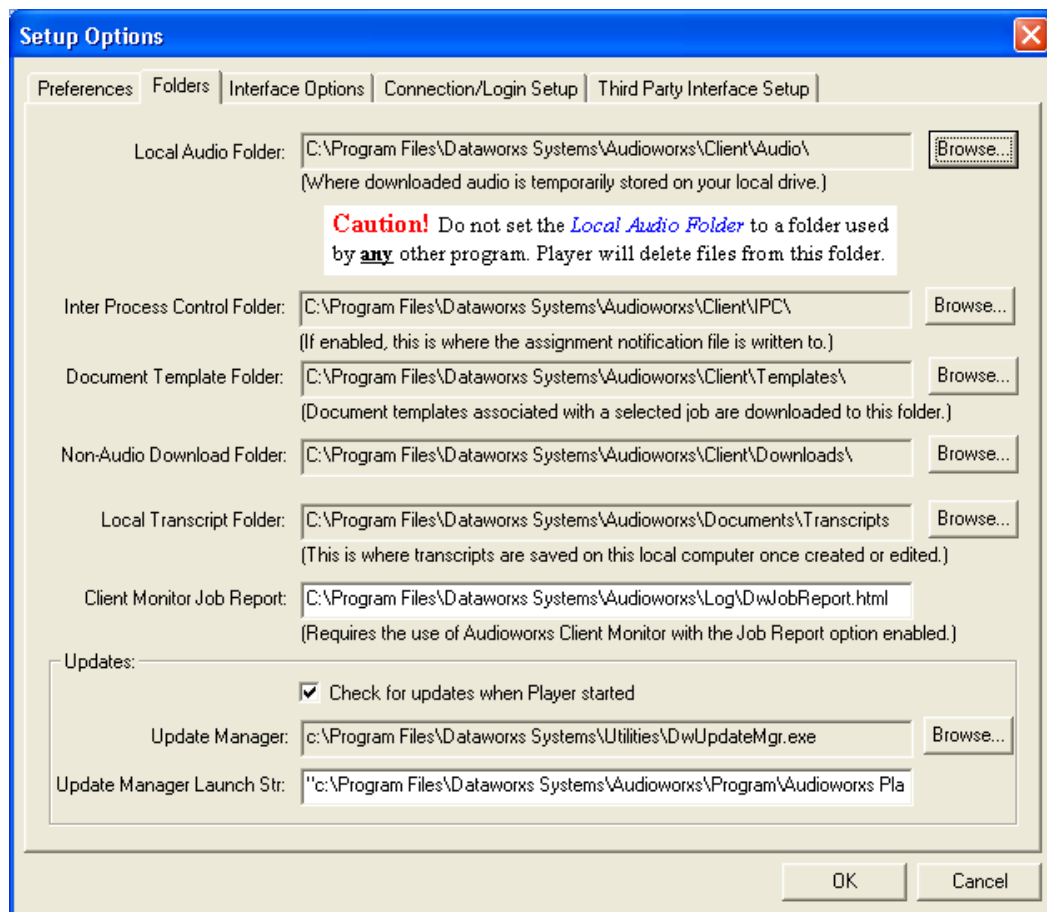 Setup Options
Preferences Folders Interface Options Connection/Login Setup Third Party Interface Setup
Local Audio Folder: C:\Program Files\Dataworxs Systems\Audioworxs\Client\Audio\ Browse...
(Where downloaded audio is temporarily stored on your local drive.)
Caution! Do not set the Local Audio Folder to a folder used
by any other program. Player will delete files from this folder.
Inter Process Control Folder: C:\Program Files\Dataworxs Systems\Audioworxs\Client\IPC\ Browse...
(If enabled, this is where the assignment notification file is written to.)
Document Template Folder: C:\Program Files\Dataworxs Systems\Audioworxs\Client\Templates\ Browse...
(Document templates associated with a selected job are downloaded to this folder.)
Non-Audio Download Folder: C:\Program Files\Dataworxs Systems\Audioworxs\Client\Downloads\ Browse...
Local Transcript Folder: C:\Program Files\Dataworxs Systems\Audioworxs\Documents\Transcripts Browse...
(This is where transcripts are saved on this local computer once created or edited.)
Client Monitor Job Report: C:\Program Files\Dataworxs Systems\Audioworxs\Log\DwJobReport.html
(Requires the use of Audioworxs Client Monitor with the Job Report option enabled.)
Updates:
Check for updates when Player started
Update Manager: c:\Program Files\Dataworxs Systems\Utilities\DwUpdateMgr.exe Browse...
Update Manager Launch Str: "c:\Program Files\Dataworxs Systems\Audioworxs\Program\Audioworxs Pla
OK Cancel